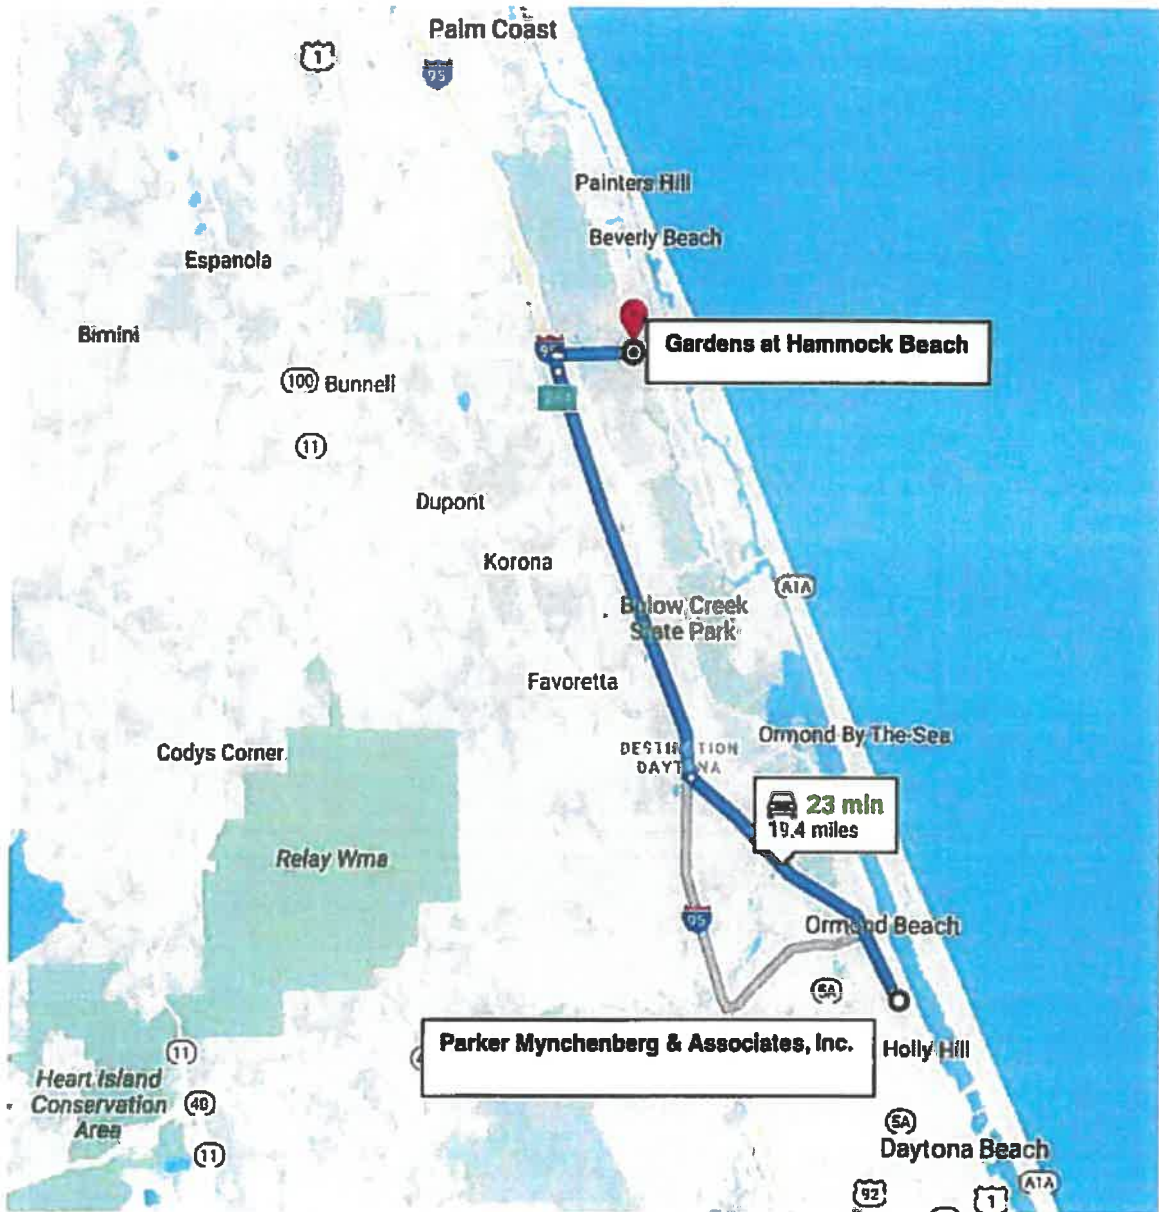 Palm Coast
1
95
Painters Hill
Beverly Beach
Espanola
Bimini
Gardens at Hammock Beach
100 Bunnell
11
Dupont
Korona
A1A
Bulow Creek
State Park
Favoretta
Ormond By The Sea
Codys Corner
DESTINATION
DAYTONA
23 min
19.4 miles
Relay Wma
95
Ormond Beach
5A
Parker Mynchenberg & Associates, Inc.
Holly Hill
11
Heart Island
Conservation
Area
40
11
5A
Daytona Beach
A1A
92
1